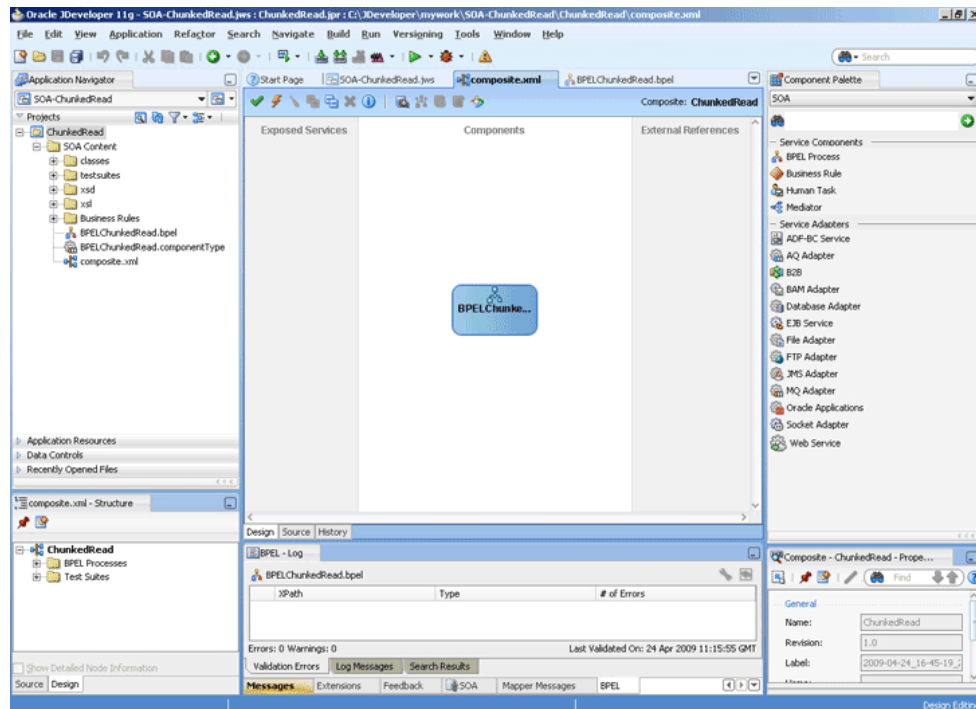 Oracle JDeveloper 11g - SOA-ChunkedRead.jws : ChunkedRead.jpr : C:\JDeveloper\mywork\SOA-ChunkedRead\ChunkedRead\composite.xml
File Edit View Application Refactor Search Navigate Build Run Versioning Tools Window Help
Search
Application Navigator
SOA-ChunkedRead
Projects
ChunkedRead
SOA Content
classes
testsuites
xsd
xsl
Business Rules
BPELChunkedRead.bpel
BPELChunkedRead.componentType
composite.xml
Application Resources
Data Controls
Recently Opened Files
composite.xml - Structure
ChunkedRead
BPEL Processes
Test Suites
Show Detailed Node Information
Source Design
Start Page SOA-ChunkedRead.jws composite.xml BPELChunkedRead.bpel
Composite: ChunkedRead
Exposed Services Components External References
BPELChunke...
Design Source History
BPEL - Log
BPELChunkedRead.bpel
XPath Type # of Errors
Errors: 0 Warnings: 0 Last Validated On: 24 Apr 2009 11:15:55 GMT
Validation Errors Log Messages Search Results
Messages Extensions Feedback SOA Mapper Messages BPEL
Component Palette
SOA
Service Components
BPEL Process
Business Rule
Human Task
Mediator
Service Adapters
ADF-BC Service
AQ Adapter
B2B
BAM Adapter
Database Adapter
EJB Service
File Adapter
FTP Adapter
JMS Adapter
MQ Adapter
Oracle Applications
Socket Adapter
Web Service
Composite - ChunkedRead - Prope...
Find
General
Name: ChunkedRead
Revision: 1.0
Label: 2009-04-24_16-45-19_
Design Editin